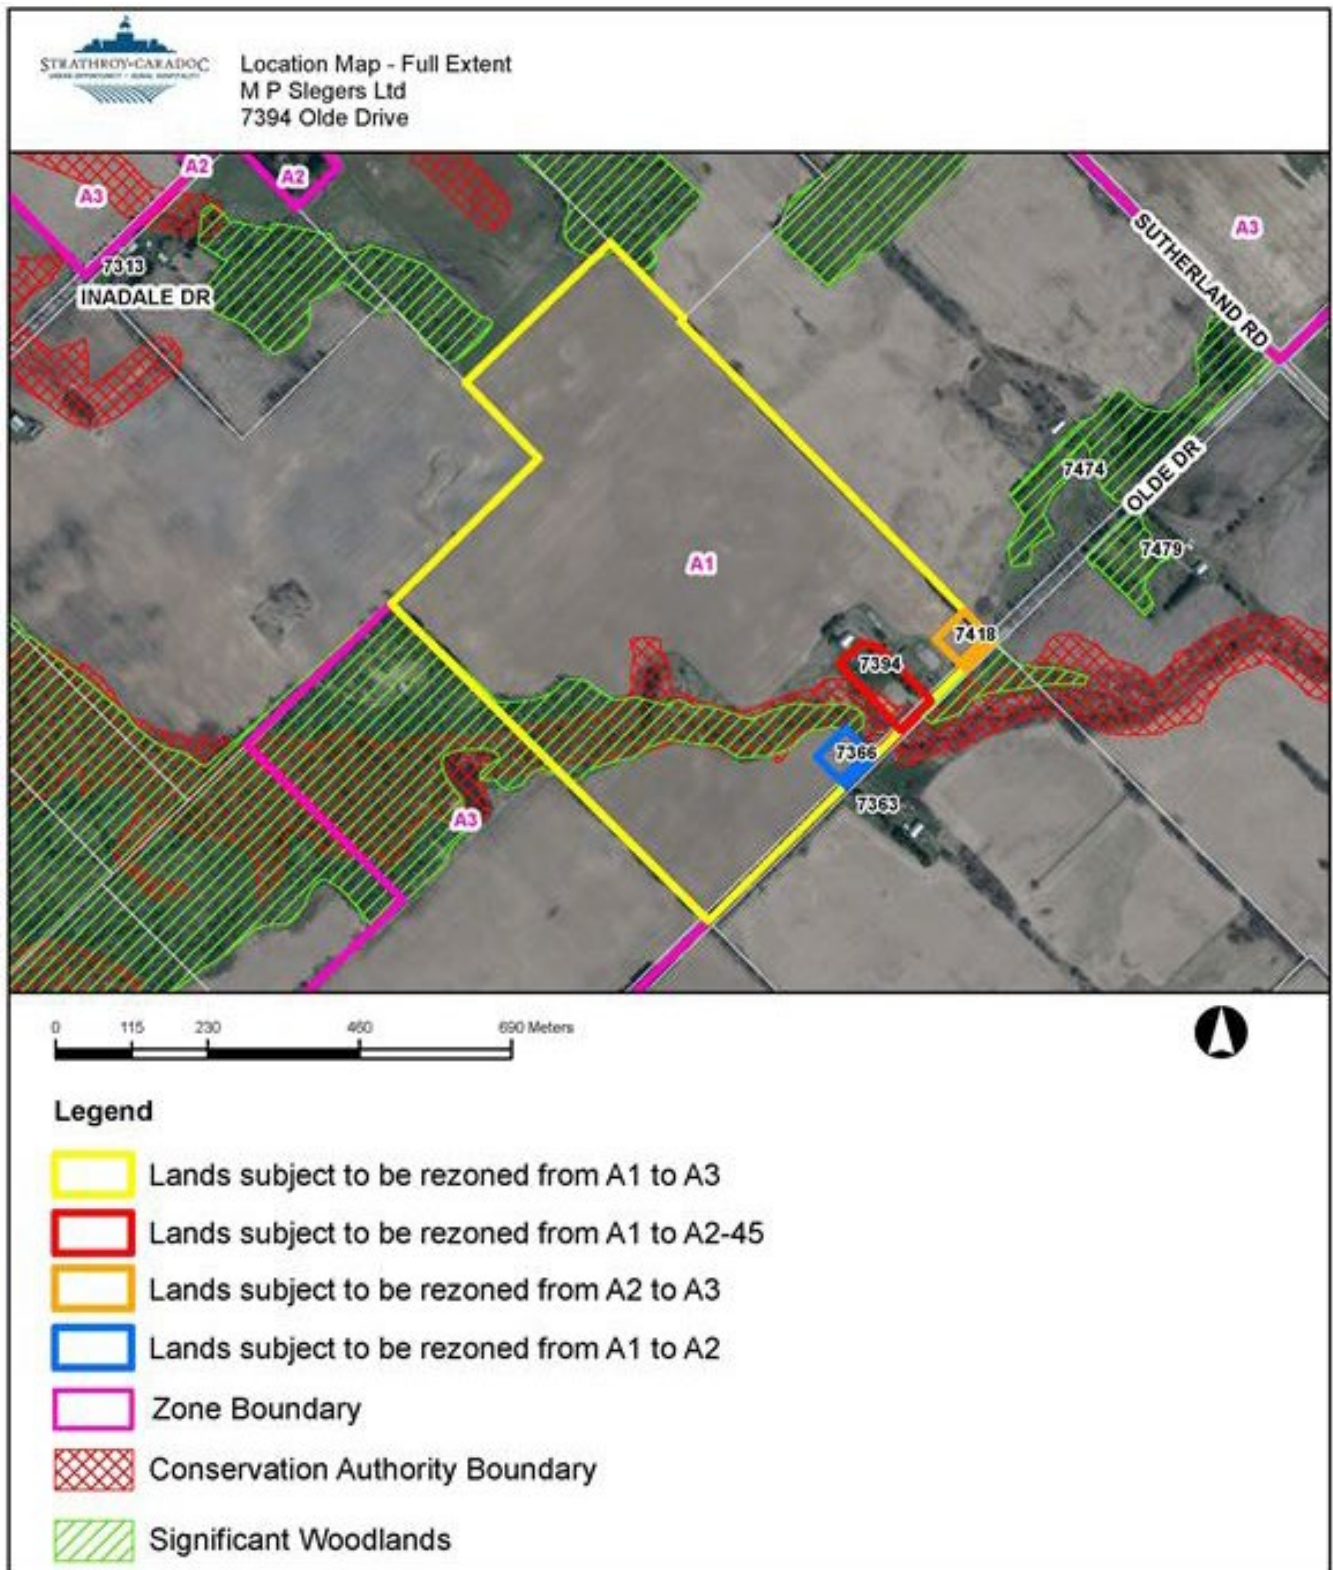 STRATHROY-CARADOC
URBAN OPPORTUNITY - RURAL HOSPITALITY
Location Map - Full Extent
M P Slegers Ltd
7394 Olde Drive
A2
A2
A3
A3
7313
INADALE DR
SUTHERLAND RD
7474
OLDE DR
7479
A1
7418
7394
7366
7363
A3
0 115 230 460 690 Meters
Legend
Lands subject to be rezoned from A1 to A3
Lands subject to be rezoned from A1 to A2-45
Lands subject to be rezoned from A2 to A3
Lands subject to be rezoned from A1 to A2
Zone Boundary
Conservation Authority Boundary
Significant Woodlands